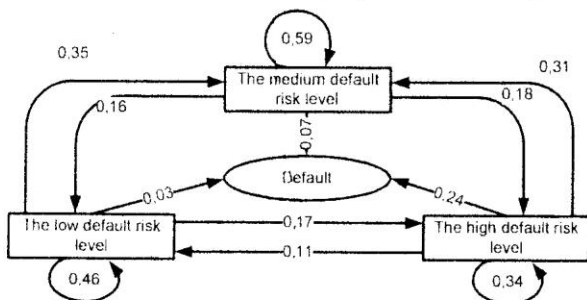 0,59
0,35
The medium default
risk level
0,31
0,16
0,18
0,07
Default
0,03
0,24
The low default risk
level
0,17
The high default risk
level
0,11
0,46
0,34